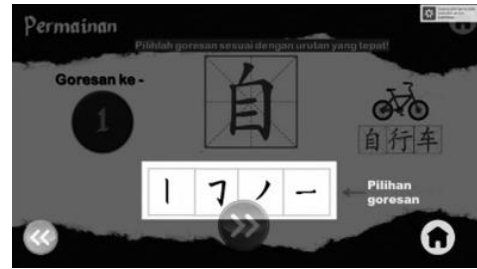 Permainan
Pilihlah goresan sesuai dengan urutan yang tepat!
Goresan ke -
1
自
自行车
丨 ㇆ ノ 一
Pilihan
goresan